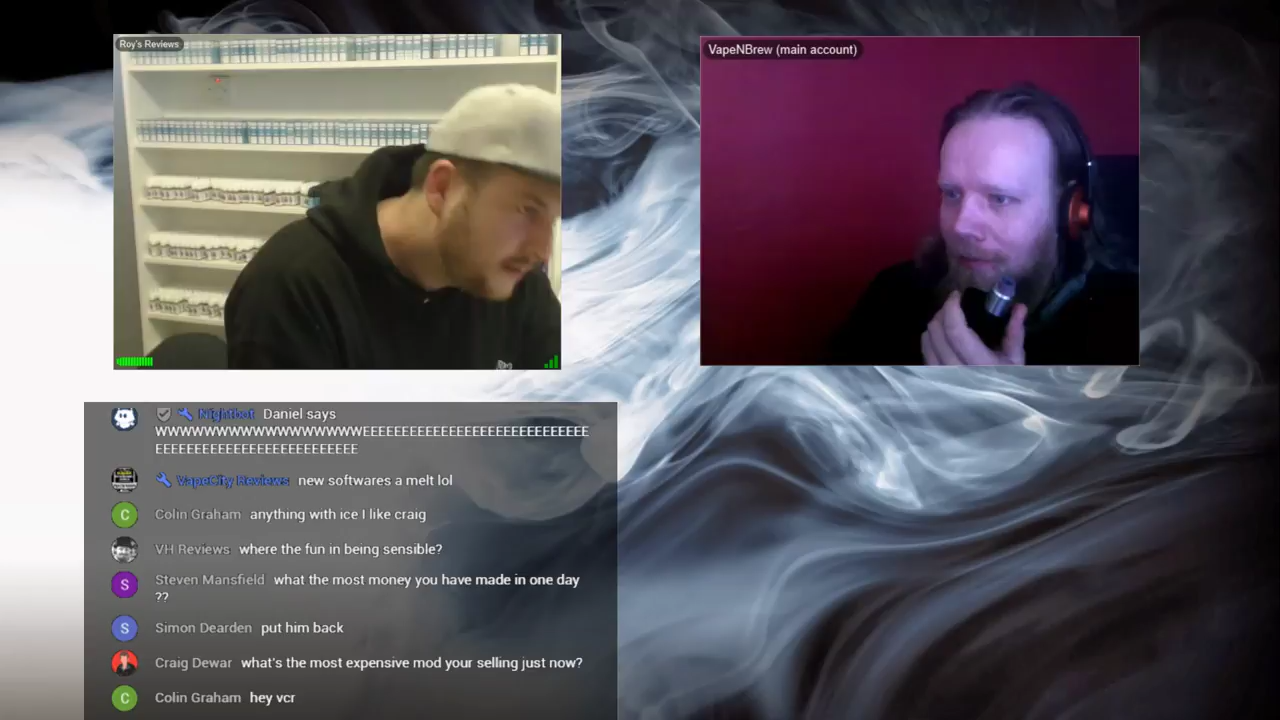 Roy's Reviews
VapeNBrew (main account)
Nightbot Daniel says
WWWWWWWWWWWWWWWWWEEEEEEEEEEEEEEEEEEEEEEEEEEEEE
EEEEEEEEEEEEEEEEEEEEEEEEEE
VapeCity Reviews new softwares a melt lol
C Colin Graham anything with ice I like craig
VH Reviews where the fun in being sensible?
S Steven Mansfield what the most money you have made in one day
??
S Simon Dearden put him back
Craig Dewar what's the most expensive mod your selling just now?
C Colin Graham hey vcr